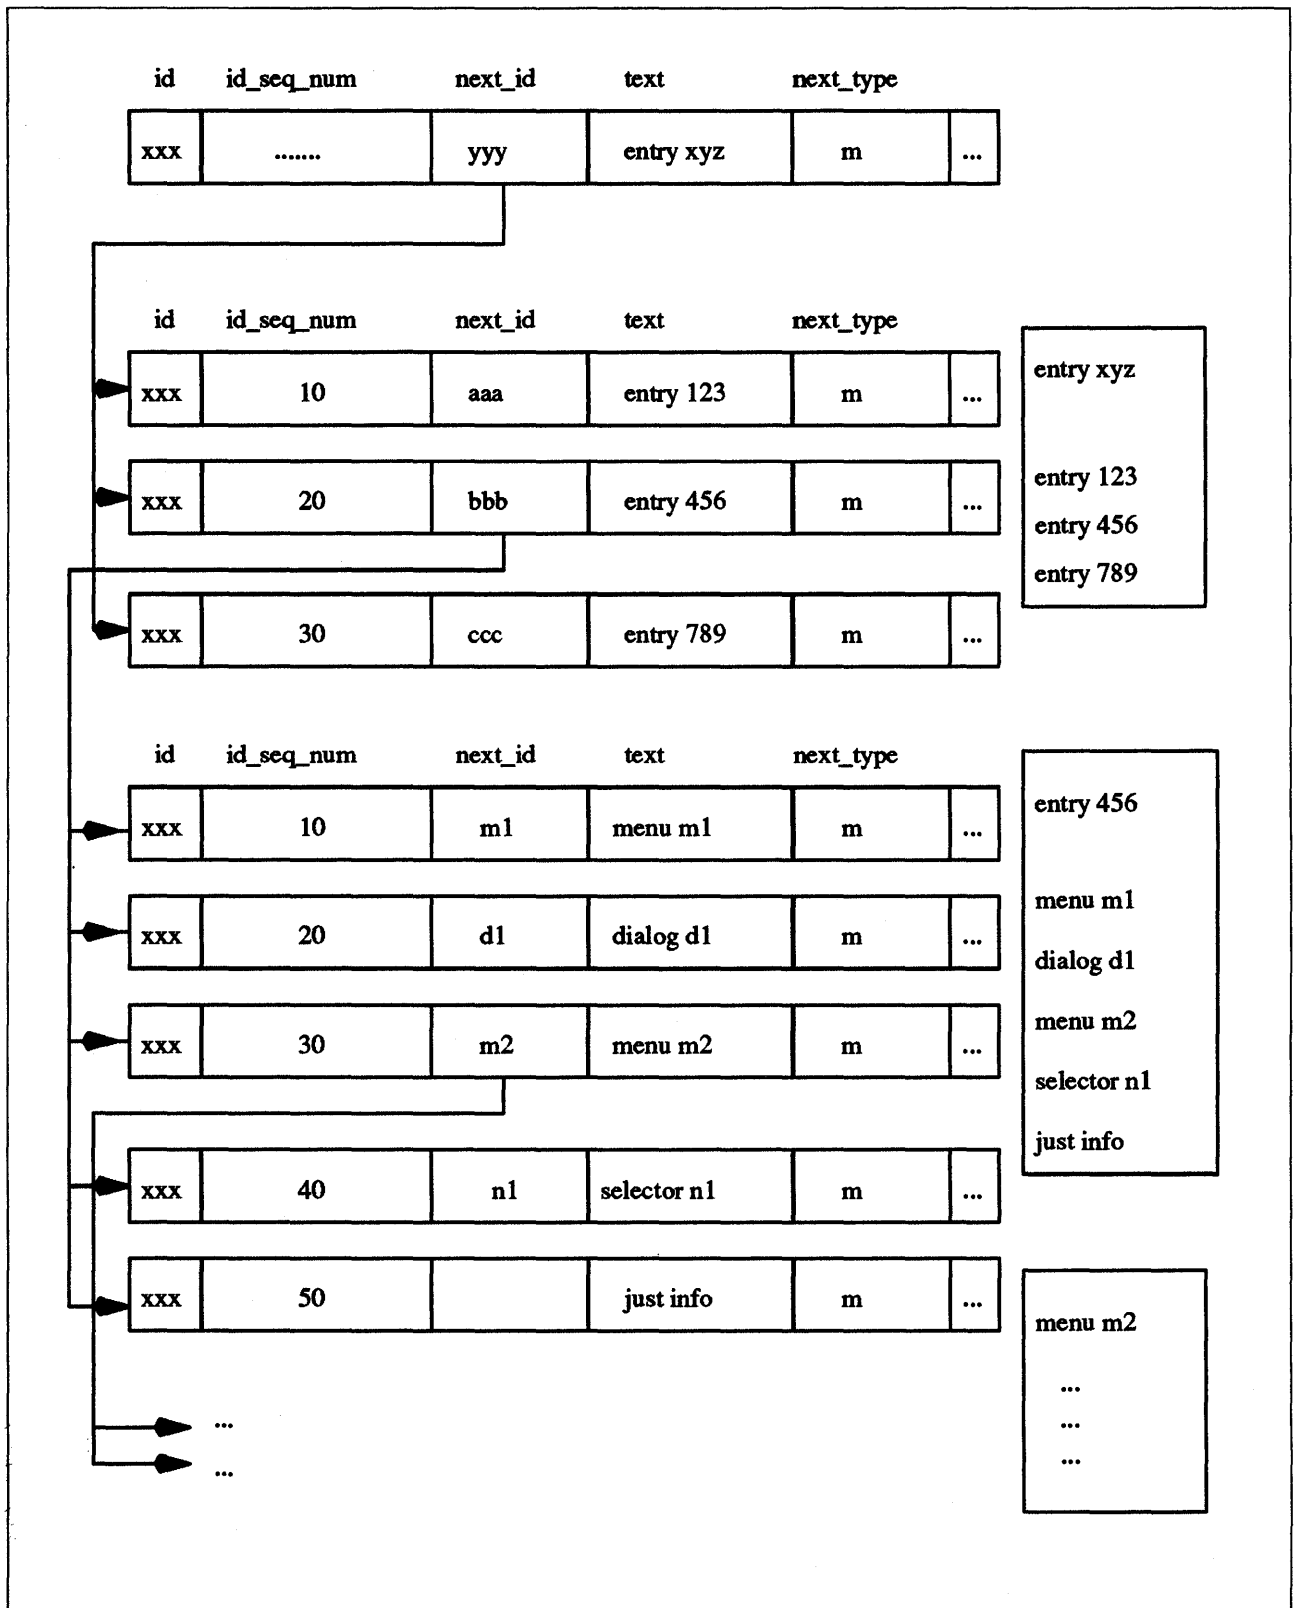 id id_seq_num next_id text next_type
xxx ....... yyy entry xyz m ...
id id_seq_num next_id text next_type
xxx 10 aaa entry 123 m ...
xxx 20 bbb entry 456 m ...
xxx 30 ccc entry 789 m ...
entry xyz
entry 123
entry 456
entry 789
id id_seq_num next_id text next_type
xxx 10 m1 menu m1 m ...
xxx 20 d1 dialog d1 m ...
xxx 30 m2 menu m2 m ...
xxx 40 n1 selector n1 m ...
xxx 50 just info m ...
entry 456
menu m1
dialog d1
menu m2
selector n1
just info
...
...
menu m2
...
...
...